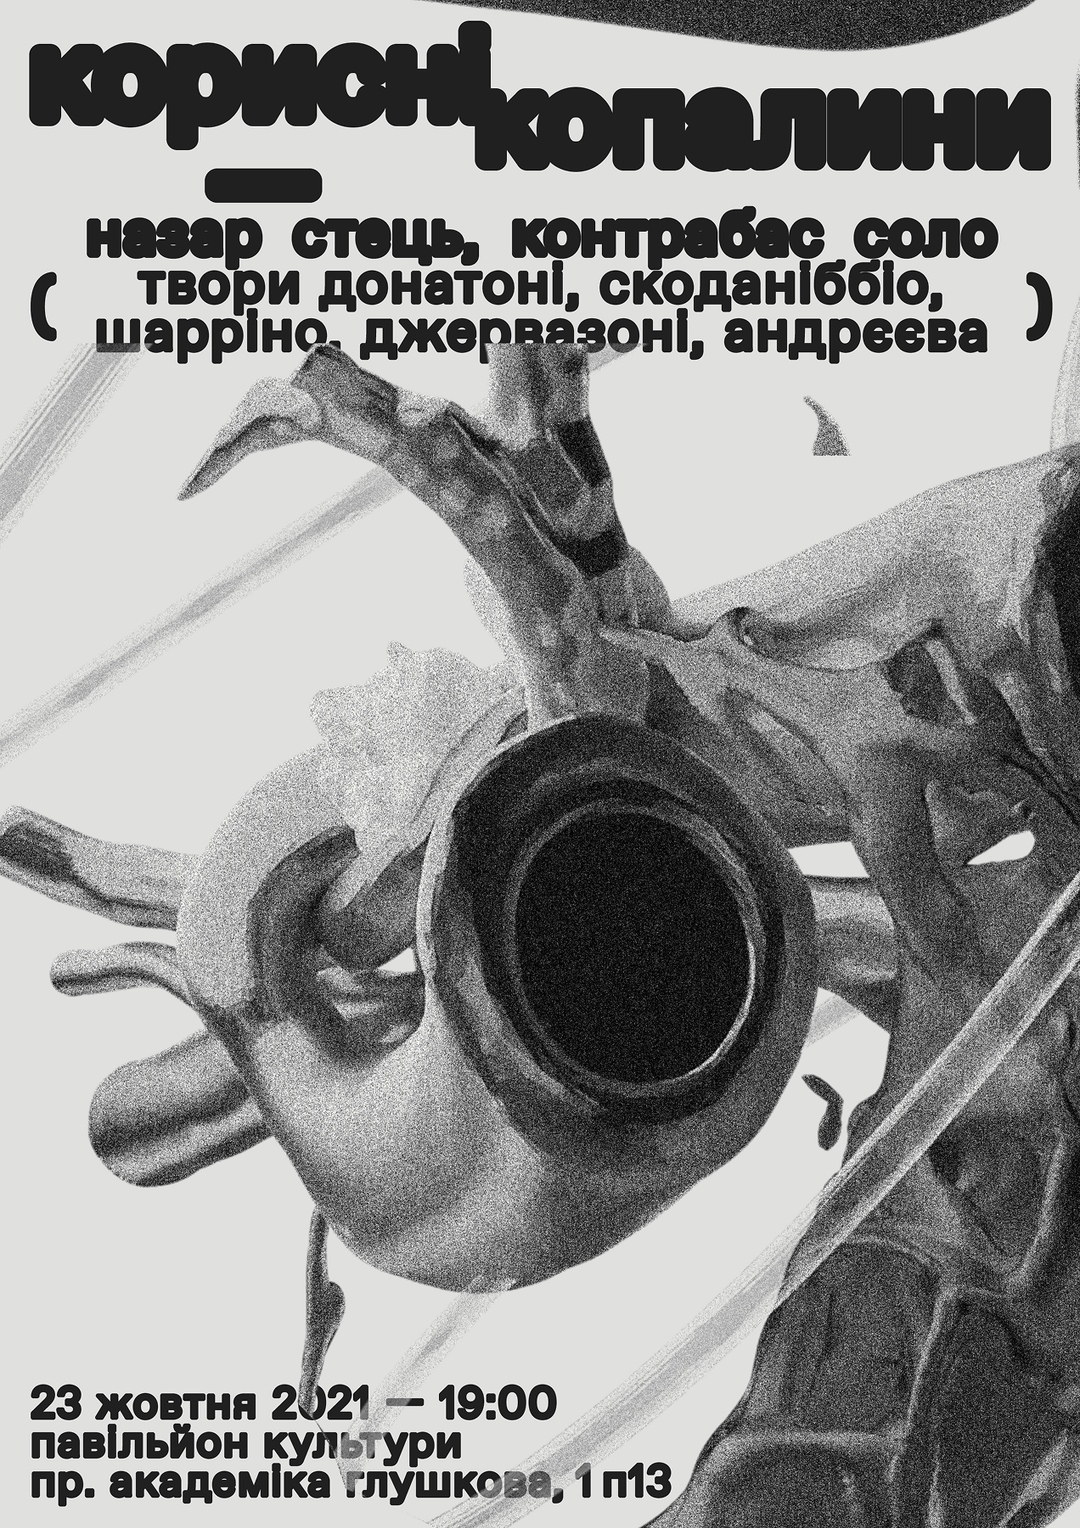 корисні
копалини
—
назар стець, контрабас соло
(твори донатоні, скоданіббіо,
шарріно, джервазоні, андрєєва)
23 жовтня 2021 — 19:00
павільйон культури
пр. академіка глушкова, 1 п13